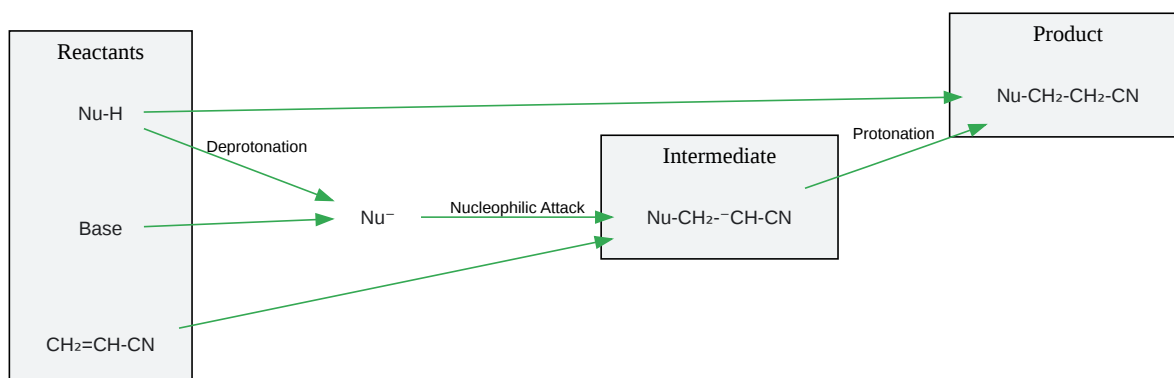 Reactants
Nu-H
Deprotonation
Base
CH₂=CH-CN
Nu⁻
Nucleophilic Attack
Intermediate
Nu-CH₂-⁻CH-CN
Protonation
Product
Nu-CH₂-CH₂-CN